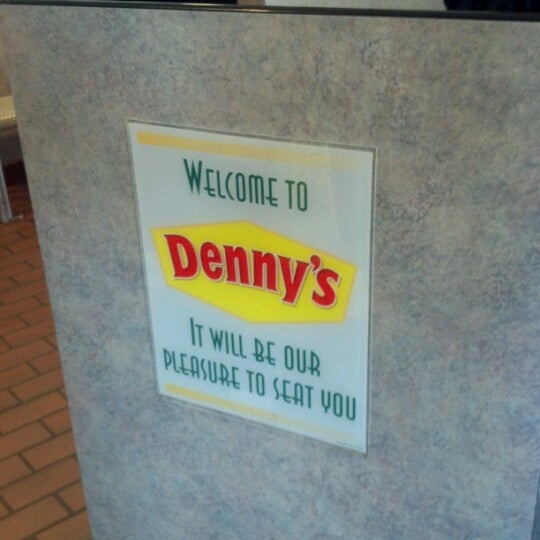 WELCOME TO
Denny's
IT WILL BE OUR
PLEASURE TO SEAT YOU